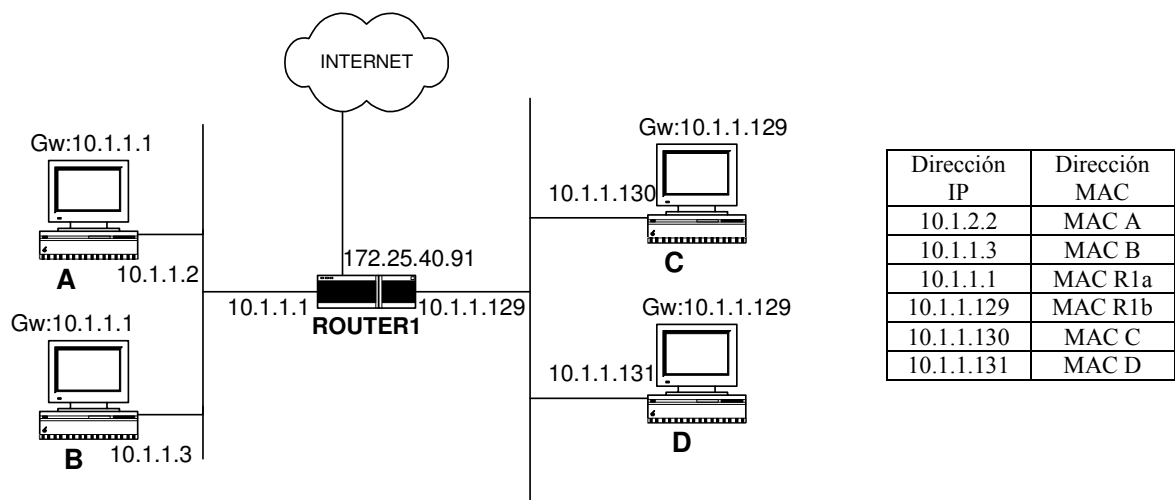 INTERNET
Gw:10.1.1.1
A
10.1.1.2
Gw:10.1.1.1
B
10.1.1.3
172.25.40.91
10.1.1.1
10.1.1.129
ROUTER1
Gw:10.1.1.129
10.1.1.130
C
Gw:10.1.1.129
10.1.1.131
D
Dirección IP Dirección MAC
10.1.2.2 MAC A
10.1.1.3 MAC B
10.1.1.1 MAC R1a
10.1.1.129 MAC R1b
10.1.1.130 MAC C
10.1.1.131 MAC D